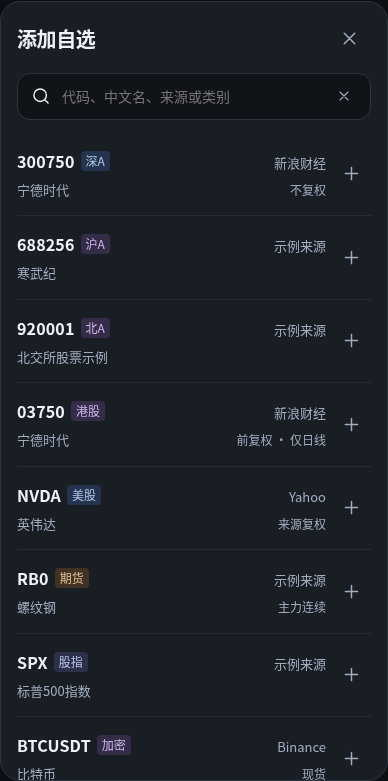 添加自选
代码、中文名、来源或类别
300750 深A 新浪财经
宁德时代 不复权
688256 沪A 示例来源
寒武纪
920001 北A 示例来源
北交所股票示例
03750 港股 新浪财经
宁德时代 前复权 · 仅日线
NVDA 美股 Yahoo
英伟达 来源复权
RB0 期货 示例来源
螺纹钢 主力连续
SPX 股指 示例来源
标普500指数
BTCUSDT 加密 Binance
比特币 现货